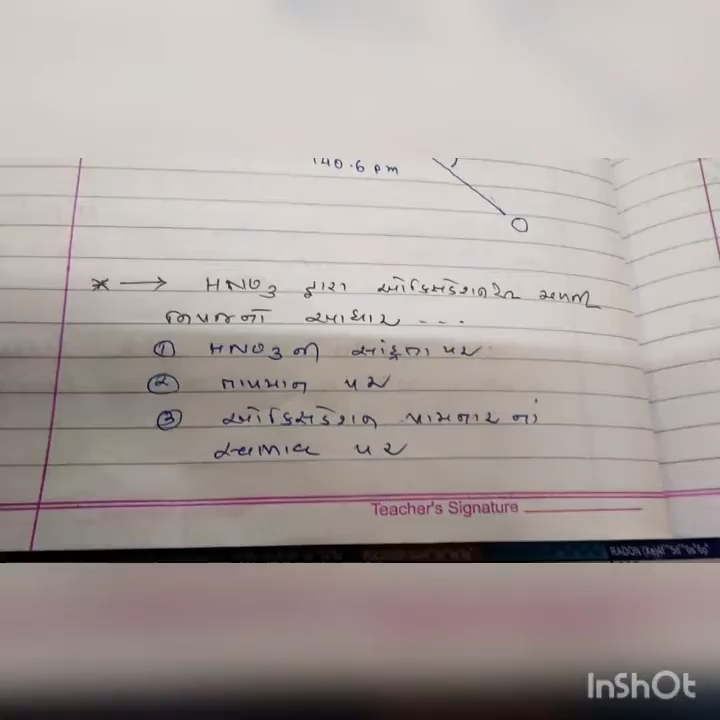 140.6 pm
O
* → HNO3 દ્વારા ઓક્સિડેશનથી મળતી
નિપજનો આધાર ...
① HNO3 ની સાંદ્રતા પર
② તાપમાન પર
③ ઓક્સિડેશન પામનાર નાં
સ્વભાવ પર
Teacher's Signature
InShOt